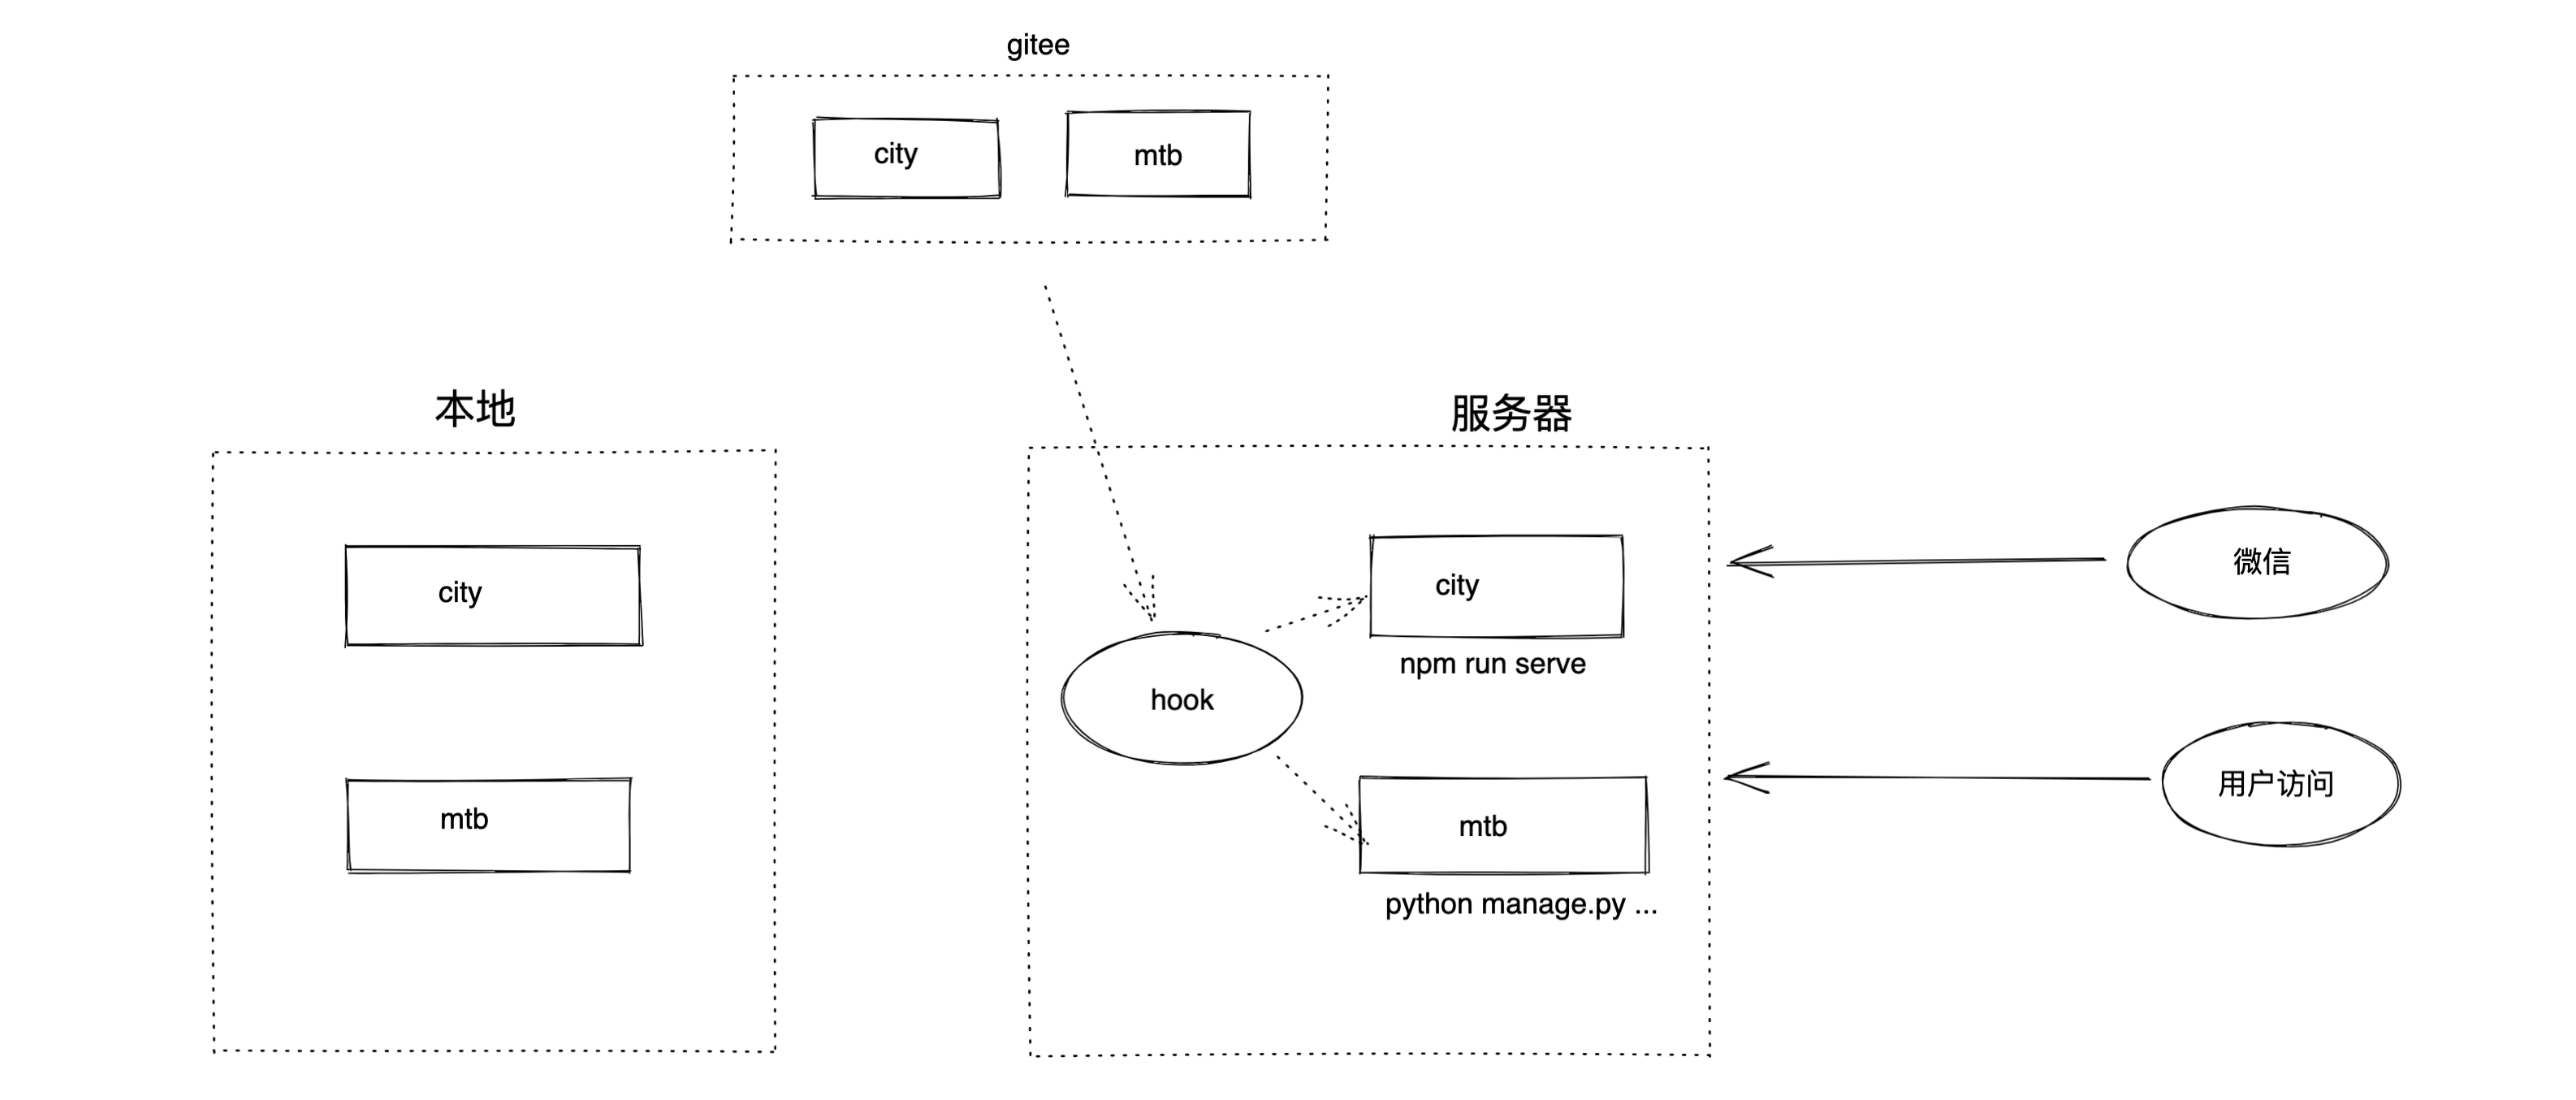 gitee
city
mtb
本地
服务器
city
mtb
hook
city
npm run serve
mtb
python manage.py ...
微信
用户访问